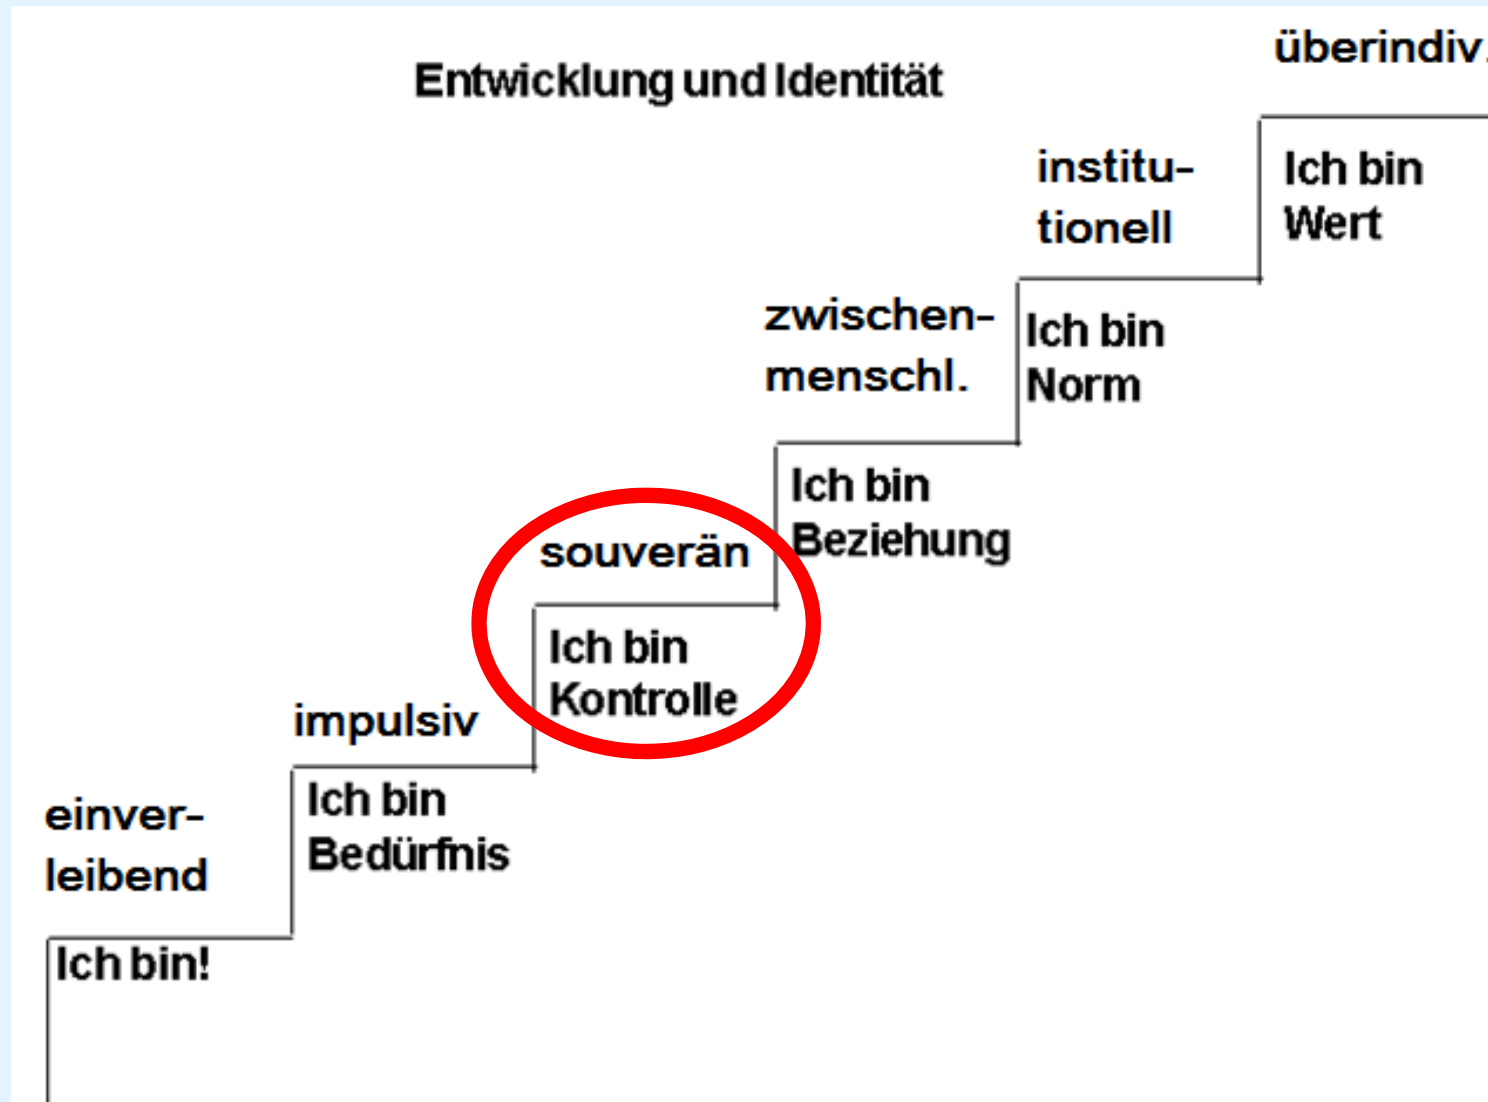 Entwicklung und Identität
überindiv.
Ich bin
Wert
institu-
tionell
Ich bin
Norm
zwischen-
menschl.
Ich bin
Beziehung
souverän
Ich bin
Kontrolle
impulsiv
Ich bin
Bedürfnis
einver-
leibend
Ich bin!